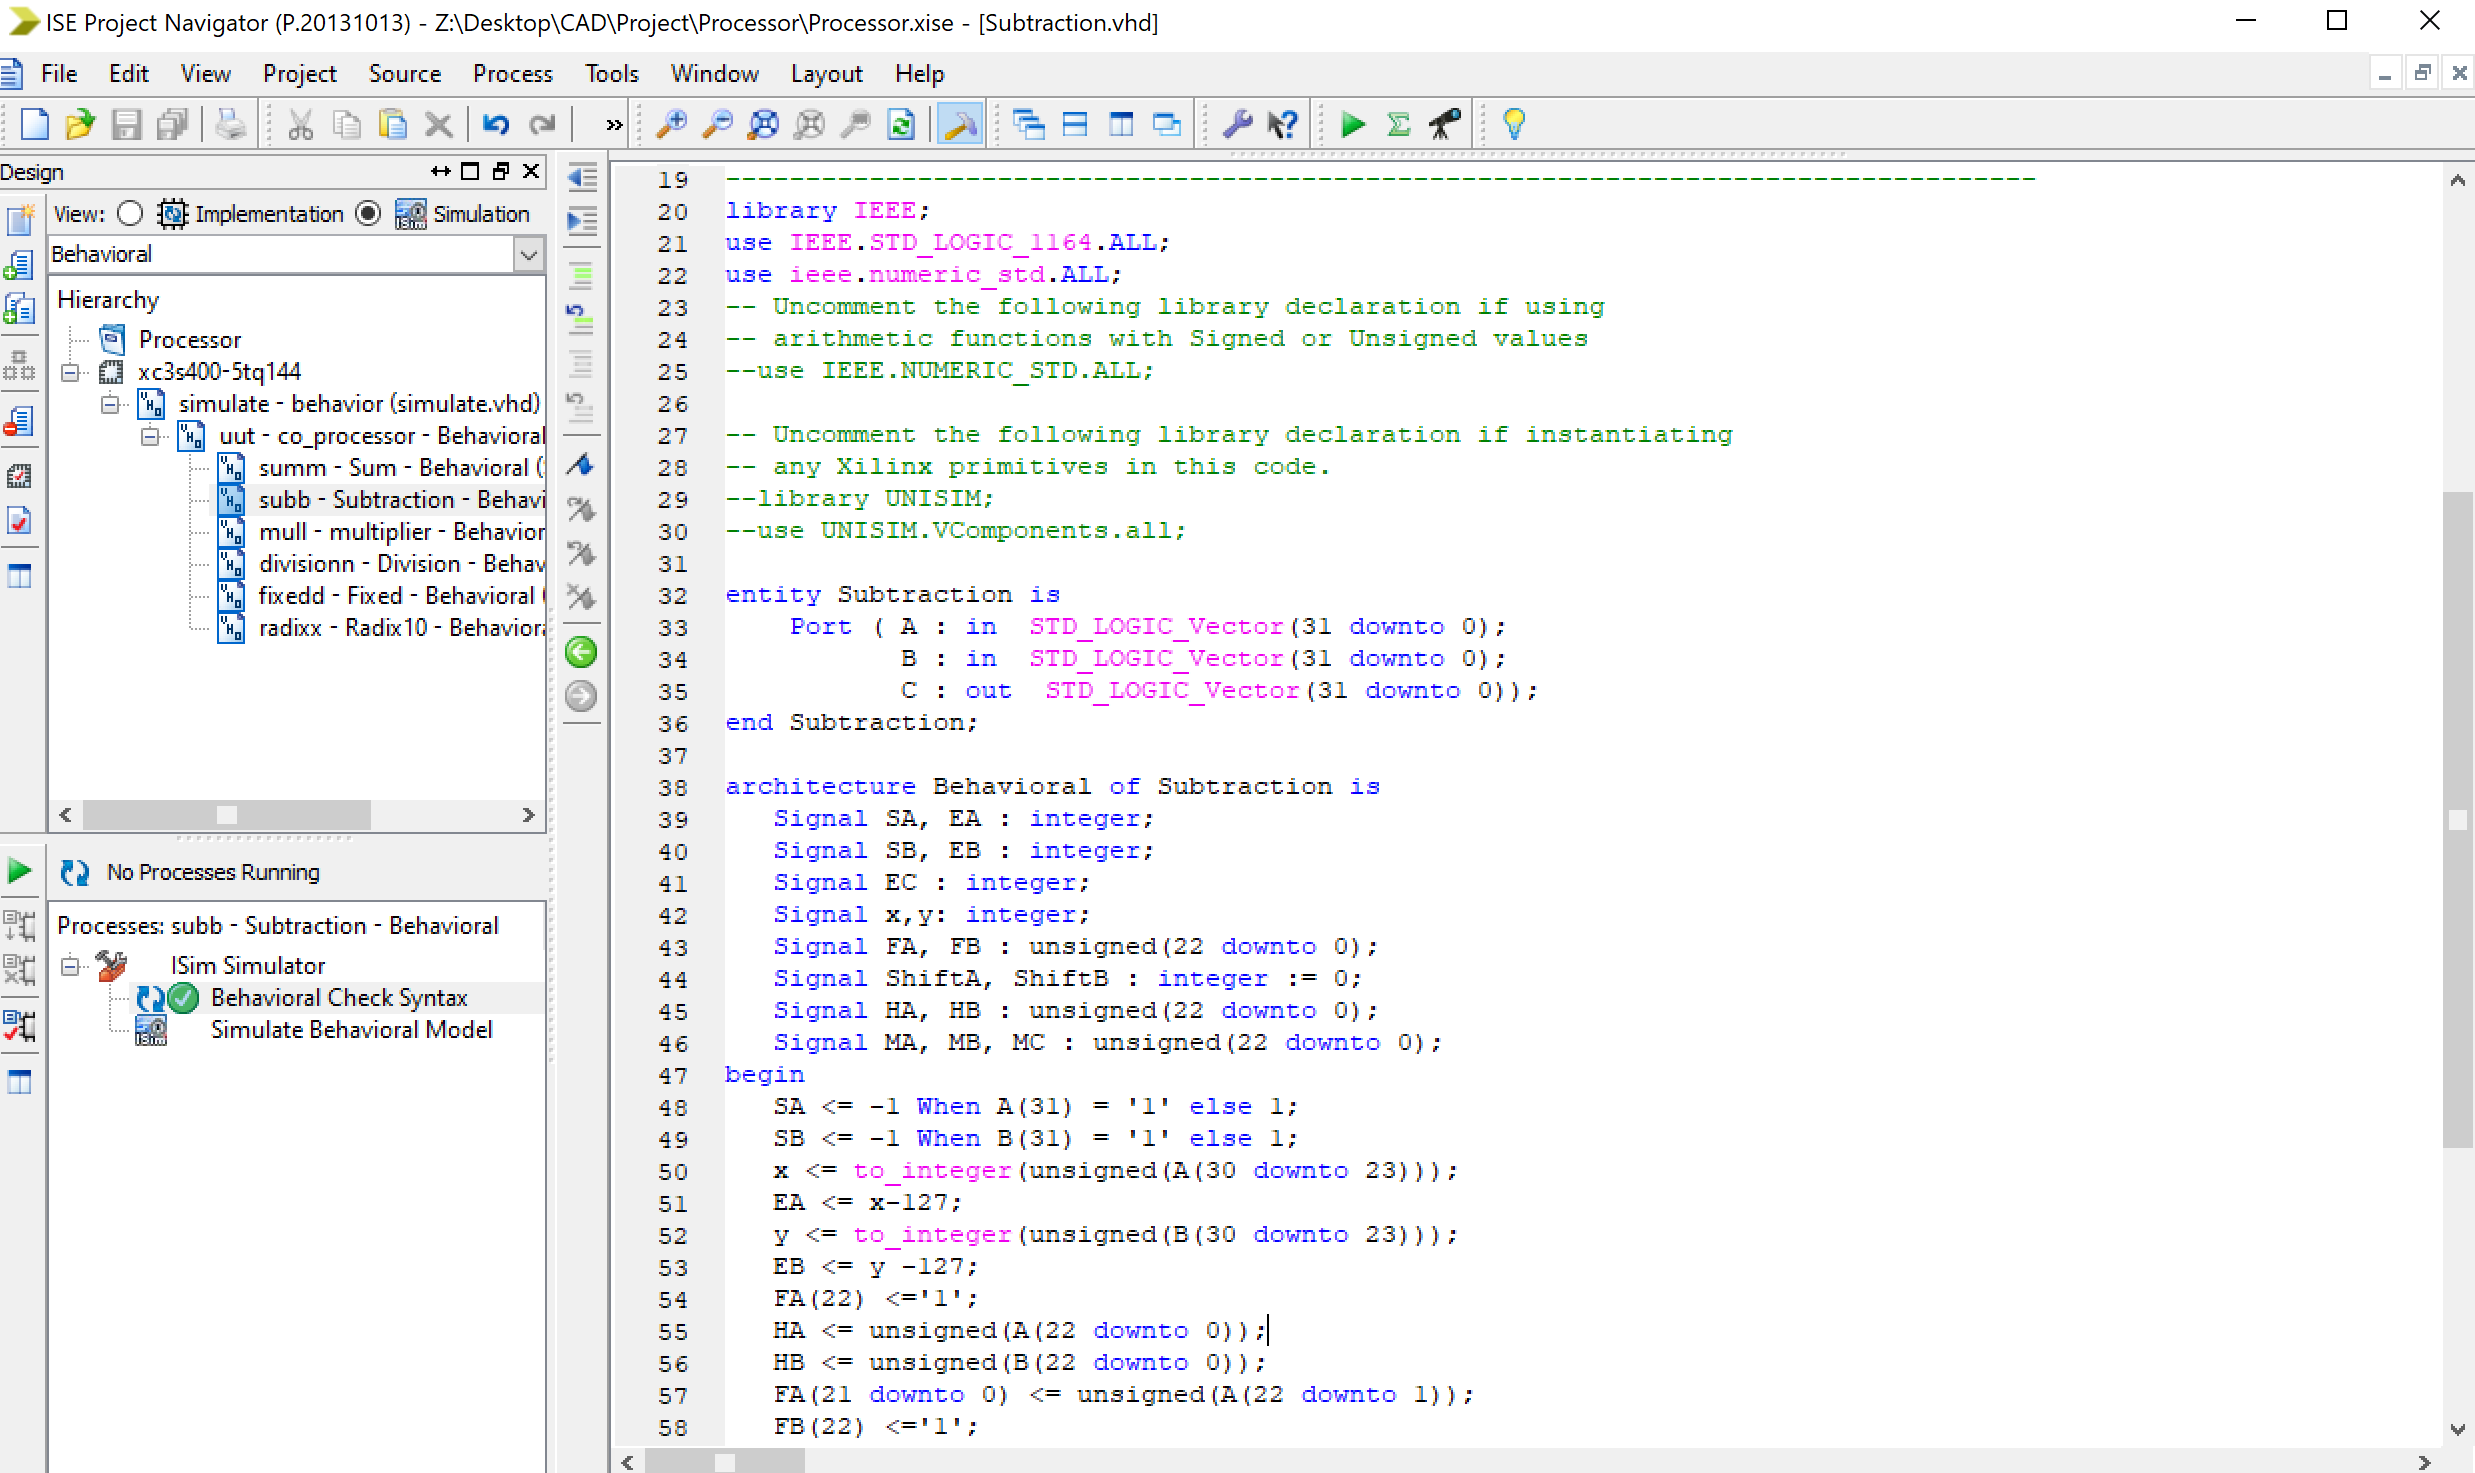 ISE Project Navigator (P.20131013) - Z:\Desktop\CAD\Project\Processor\Processor.xise - [Subtraction.vhd]
File Edit View Project Source Process Tools Window Layout Help
Design
View: Implementation Simulation
Behavioral
Hierarchy
Processor
xc3s400-5tq144
simulate - behavior (simulate.vhd)
uut - co_processor - Behavioral
summ - Sum - Behavioral (
subb - Subtraction - Behavi
mull - multiplier - Behavior
divisionn - Division - Behav
fixedd - Fixed - Behavioral (
radixx - Radix10 - Behaviora
No Processes Running
Processes: subb - Subtraction - Behavioral
ISim Simulator
Behavioral Check Syntax
Simulate Behavioral Model
19 ----------------------------------------------------------------------------------
20 library IEEE;
21 use IEEE.STD_LOGIC_1164.ALL;
22 use ieee.numeric_std.ALL;
23 -- Uncomment the following library declaration if using
24 -- arithmetic functions with Signed or Unsigned values
25 --use IEEE.NUMERIC_STD.ALL;
26
27 -- Uncomment the following library declaration if instantiating
28 -- any Xilinx primitives in this code.
29 --library UNISIM;
30 --use UNISIM.VComponents.all;
31
32 entity Subtraction is
33 Port ( A : in STD_LOGIC_Vector(31 downto 0);
34 B : in STD_LOGIC_Vector(31 downto 0);
35 C : out STD_LOGIC_Vector(31 downto 0));
36 end Subtraction;
37
38 architecture Behavioral of Subtraction is
39 Signal SA, EA : integer;
40 Signal SB, EB : integer;
41 Signal EC : integer;
42 Signal x,y: integer;
43 Signal FA, FB : unsigned(22 downto 0);
44 Signal ShiftA, ShiftB : integer := 0;
45 Signal HA, HB : unsigned(22 downto 0);
46 Signal MA, MB, MC : unsigned(22 downto 0);
47 begin
48 SA <= -1 When A(31) = '1' else 1;
49 SB <= -1 When B(31) = '1' else 1;
50 x <= to_integer(unsigned(A(30 downto 23)));
51 EA <= x-127;
52 y <= to_integer(unsigned(B(30 downto 23)));
53 EB <= y -127;
54 FA(22) <='1';
55 HA <= unsigned(A(22 downto 0));
56 HB <= unsigned(B(22 downto 0));
57 FA(21 downto 0) <= unsigned(A(22 downto 1));
58 FB(22) <='1';